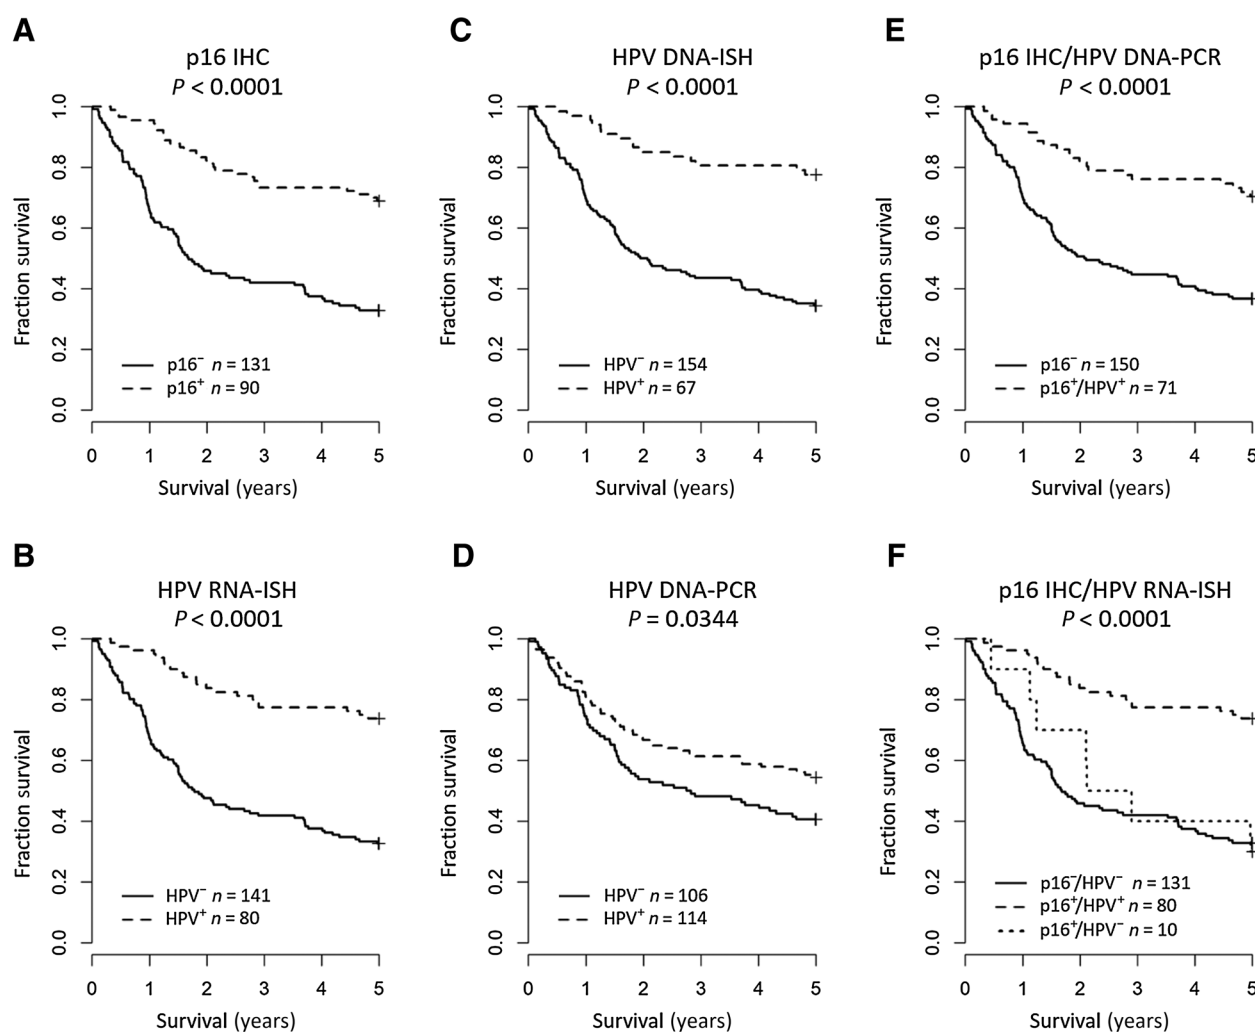 A
p16 IHC
P < 0.0001
Fraction survival
1.0
0.8
0.6
0.4
0.2
0.0
p16⁻ n = 131
p16⁺ n = 90
0 1 2 3 4 5
Survival (years)
C
HPV DNA-ISH
P < 0.0001
Fraction survival
1.0
0.8
0.6
0.4
0.2
0.0
HPV⁻ n = 154
HPV⁺ n = 67
0 1 2 3 4 5
Survival (years)
E
p16 IHC/HPV DNA-PCR
P < 0.0001
Fraction survival
1.0
0.8
0.6
0.4
0.2
0.0
p16⁻ n = 150
p16⁺/HPV⁺ n = 71
0 1 2 3 4 5
Survival (years)
B
HPV RNA-ISH
P < 0.0001
Fraction survival
1.0
0.8
0.6
0.4
0.2
0.0
HPV⁻ n = 141
HPV⁺ n = 80
0 1 2 3 4 5
Survival (years)
D
HPV DNA-PCR
P = 0.0344
Fraction survival
1.0
0.8
0.6
0.4
0.2
0.0
HPV⁻ n = 106
HPV⁺ n = 114
0 1 2 3 4 5
Survival (years)
F
p16 IHC/HPV RNA-ISH
P < 0.0001
Fraction survival
1.0
0.8
0.6
0.4
0.2
0.0
p16⁻/HPV⁻ n = 131
p16⁺/HPV⁺ n = 80
p16⁺/HPV⁻ n = 10
0 1 2 3 4 5
Survival (years)